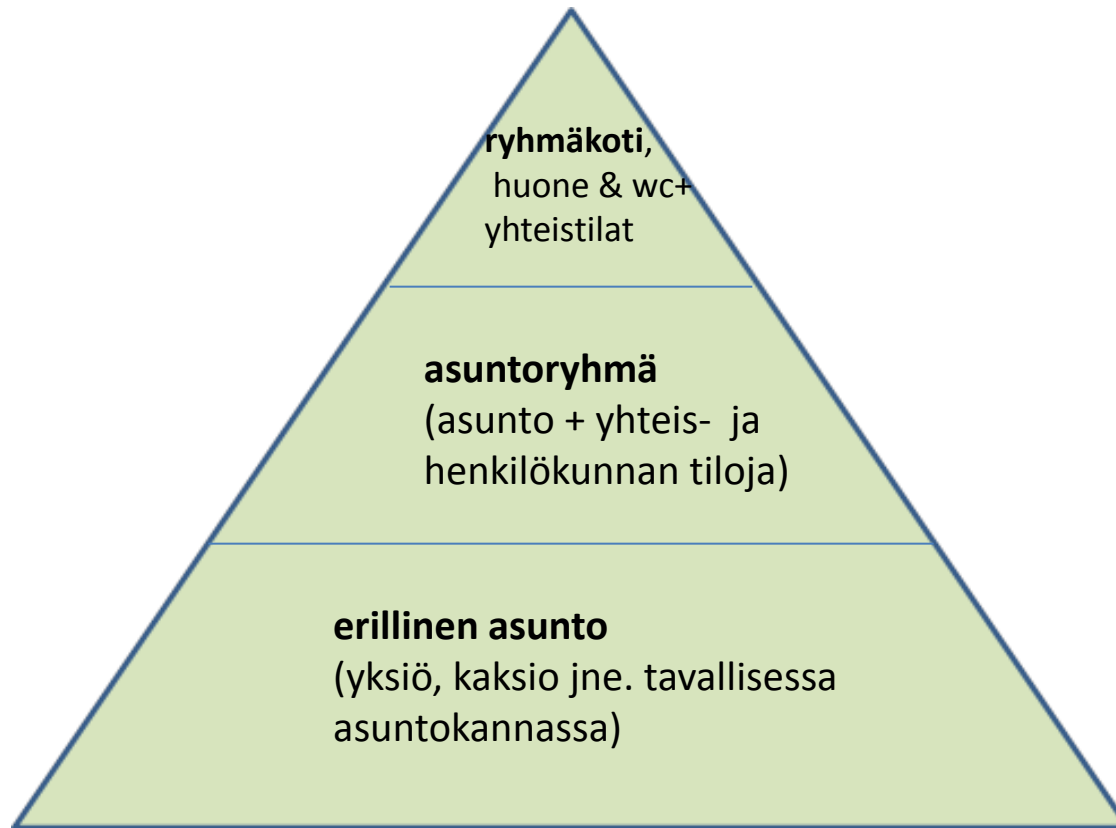 ryhmäkoti,
huone & wc+
yhteistilat
asuntoryhmä
(asunto + yhteis- ja
henkilökunnan tiloja)
erillinen asunto
(yksiö, kaksio jne. tavallisessa
asuntokannassa)